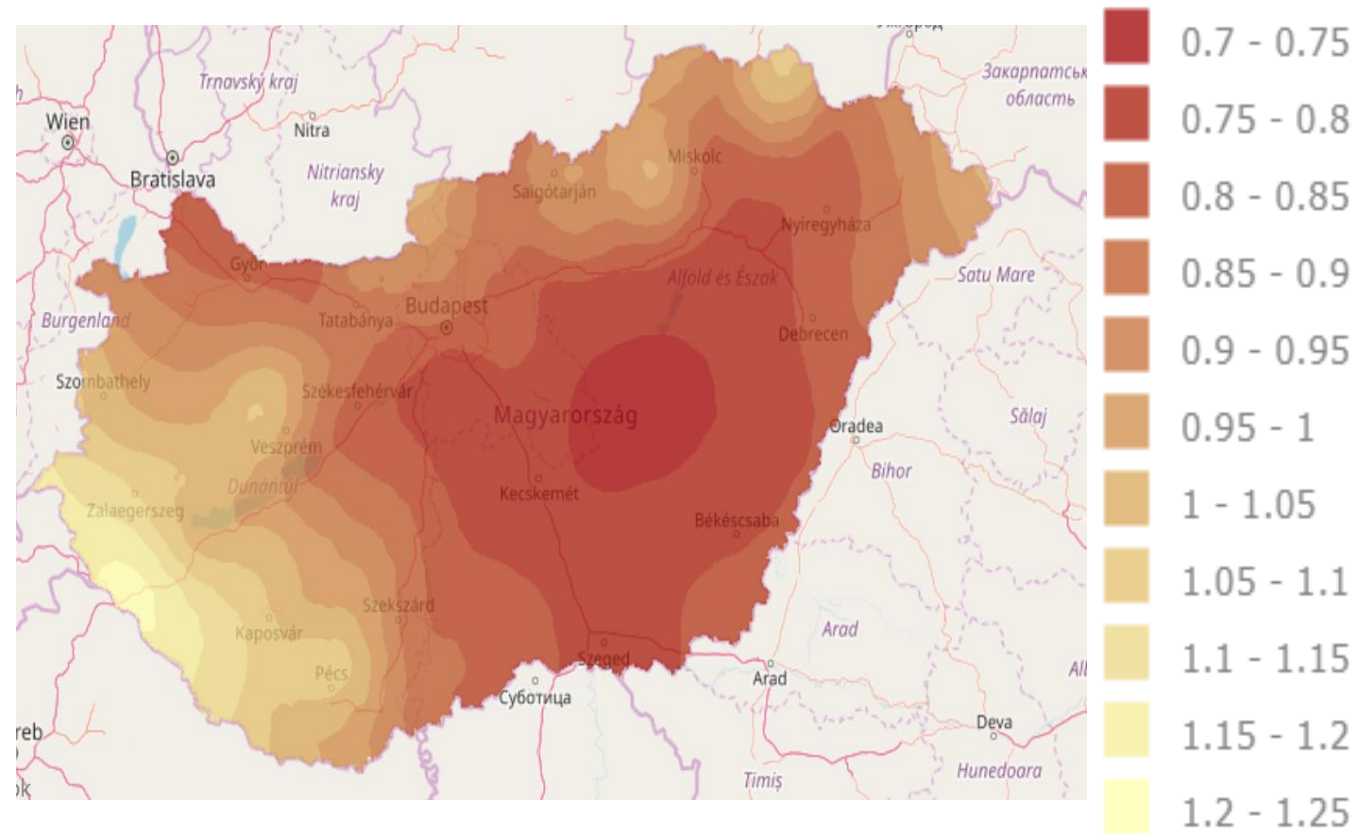 Ужгород
Trnavský kraj
Закарпатськ
область
Wien
Nitra
Bratislava
Nitriansky
kraj
Miskolc
Salgótarján
Nyíregyháza
Győr
Alföld és Észak
Satu Mare
Burgenland
Tatabánya
Budapest
Debrecen
Szombathely
Székesfehérvár
Magyarország
Oradea
Sălaj
Veszprém
Bihor
Dunántúl
Kecskemét
Zalaegerszeg
Békéscsaba
Szekszárd
Kaposvár
Arad
Szeged
Pécs
Arad
Суботица
Deva
reb
Timiș
Hunedoara
0.7 - 0.75
0.75 - 0.8
0.8 - 0.85
0.85 - 0.9
0.9 - 0.95
0.95 - 1
1 - 1.05
1.05 - 1.1
1.1 - 1.15
1.15 - 1.2
1.2 - 1.25